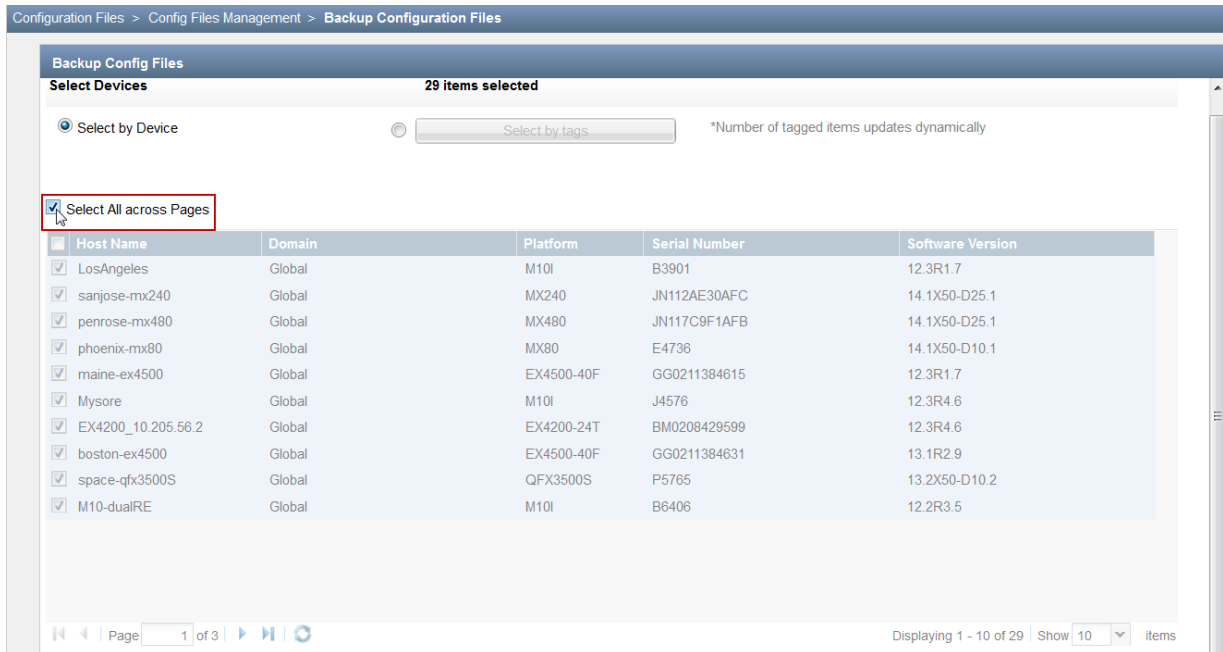 Configuration Files > Config Files Management > Backup Configuration Files
Backup Config Files
Select Devices 29 items selected
Select by Device Select by tags *Number of tagged items updates dynamically
Select All across Pages
Host Name Domain Platform Serial Number Software Version
LosAngeles Global M10I B3901 12.3R1.7
sanjose-mx240 Global MX240 JN112AE30AFC 14.1X50-D25.1
penrose-mx480 Global MX480 JN117C9F1AFB 14.1X50-D25.1
phoenix-mx80 Global MX80 E4736 14.1X50-D10.1
maine-ex4500 Global EX4500-40F GG0211384615 12.3R1.7
Mysore Global M10I J4576 12.3R4.6
EX4200_10.205.56.2 Global EX4200-24T BM0208429599 12.3R4.6
boston-ex4500 Global EX4500-40F GG0211384631 13.1R2.9
space-qfx3500S Global QFX3500S P5765 13.2X50-D10.2
M10-dualRE Global M10I B6406 12.2R3.5
Page 1 of 3 Displaying 1 - 10 of 29 Show 10 items